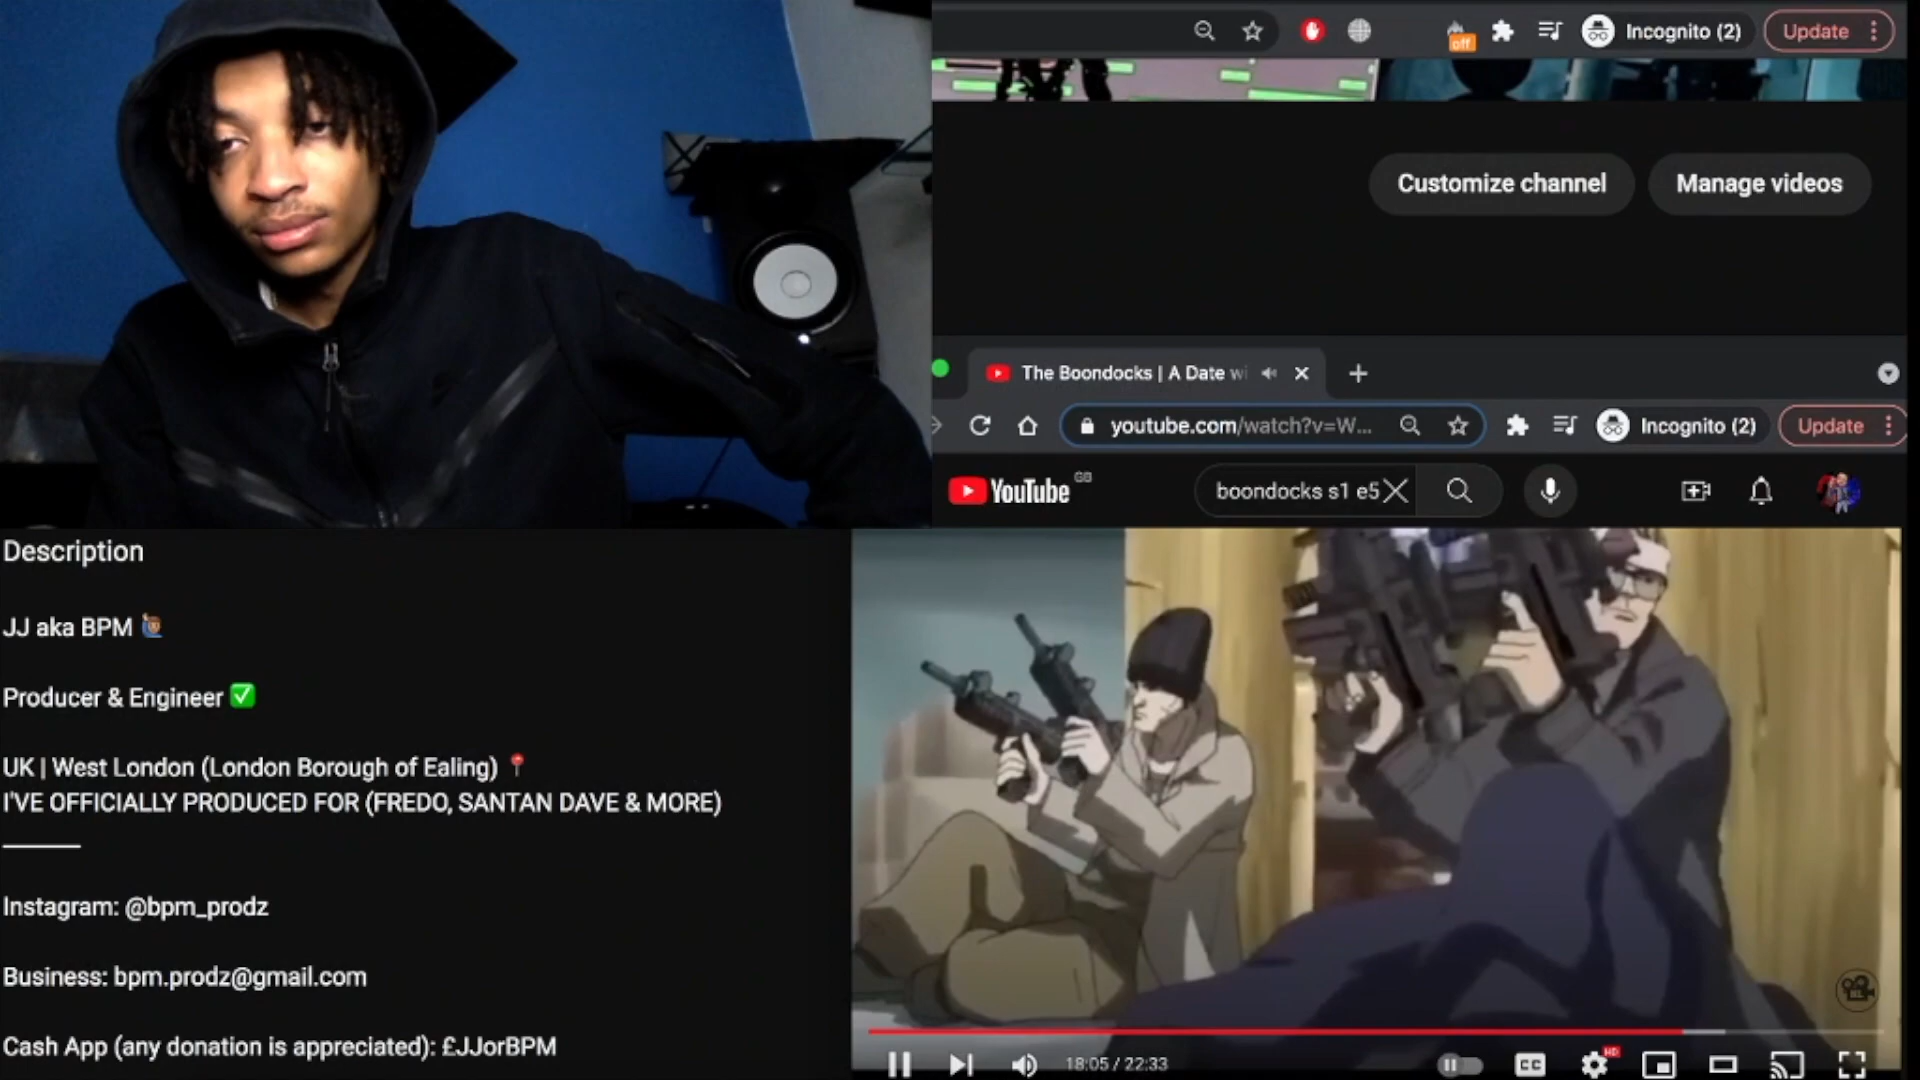 off
Incognito (2)
Update
Customize channel
Manage videos
The Boondocks | A Date wi
youtube.com/watch?v=W...
Incognito (2)
Update
YouTube GB
boondocks s1 e5
Description
JJ aka BPM
Producer & Engineer
UK | West London (London Borough of Ealing)
I'VE OFFICIALLY PRODUCED FOR (FREDO, SANTAN DAVE & MORE)
Instagram: @bpm_prodz
Business: bpm.prodz@gmail.com
Cash App (any donation is appreciated): £JJorBPM
18:05 / 22:33
CC
HD